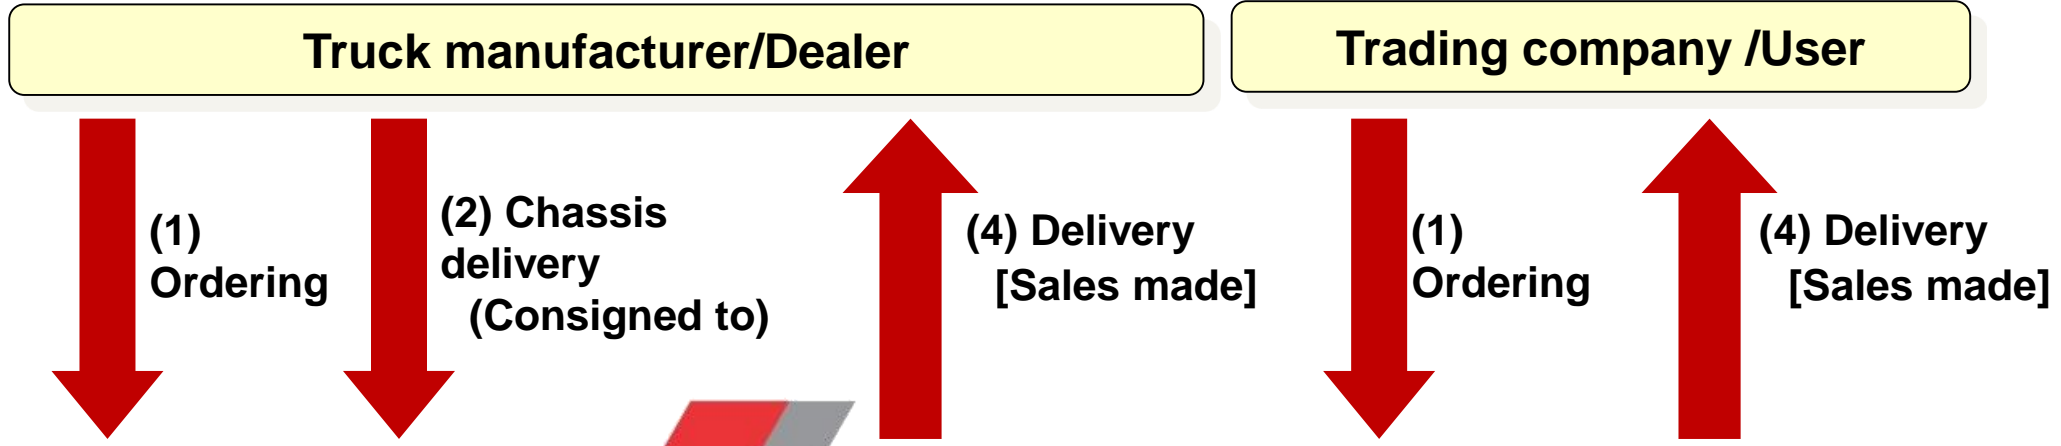 Truck manufacturer/Dealer
Trading company /User
(1)
Ordering
(2) Chassis
delivery
(Consigned to)
(4) Delivery
[Sales made]
(1)
Ordering
(4) Delivery
[Sales made]